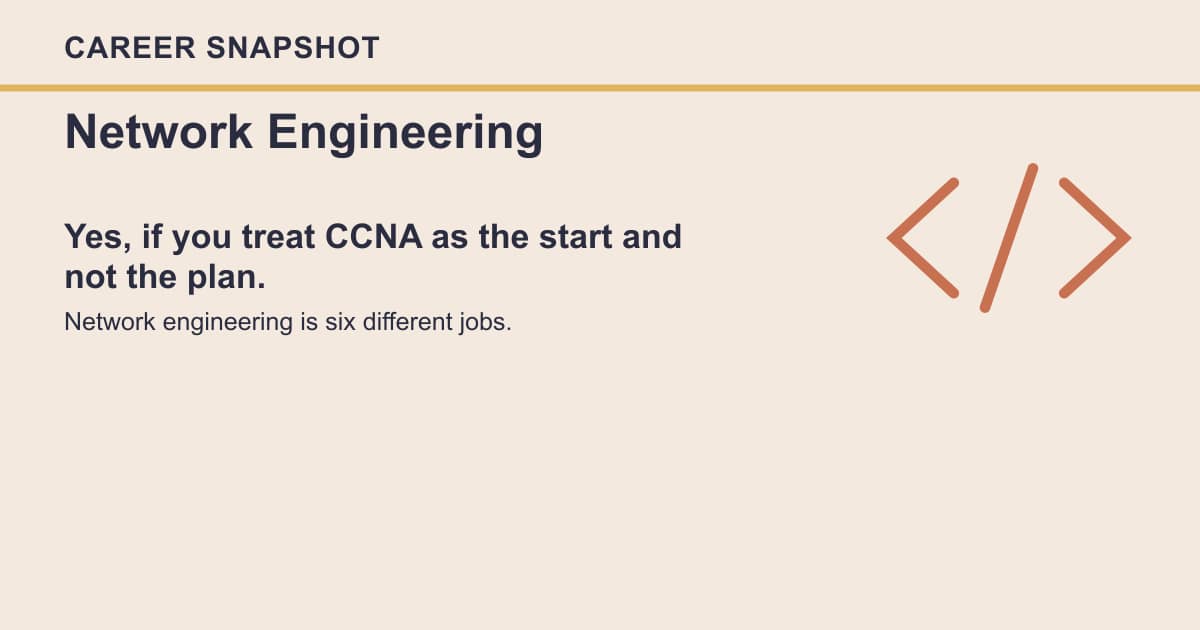 CAREER SNAPSHOT
Network Engineering
Yes, if you treat CCNA as the start and
not the plan.
Network engineering is six different jobs.